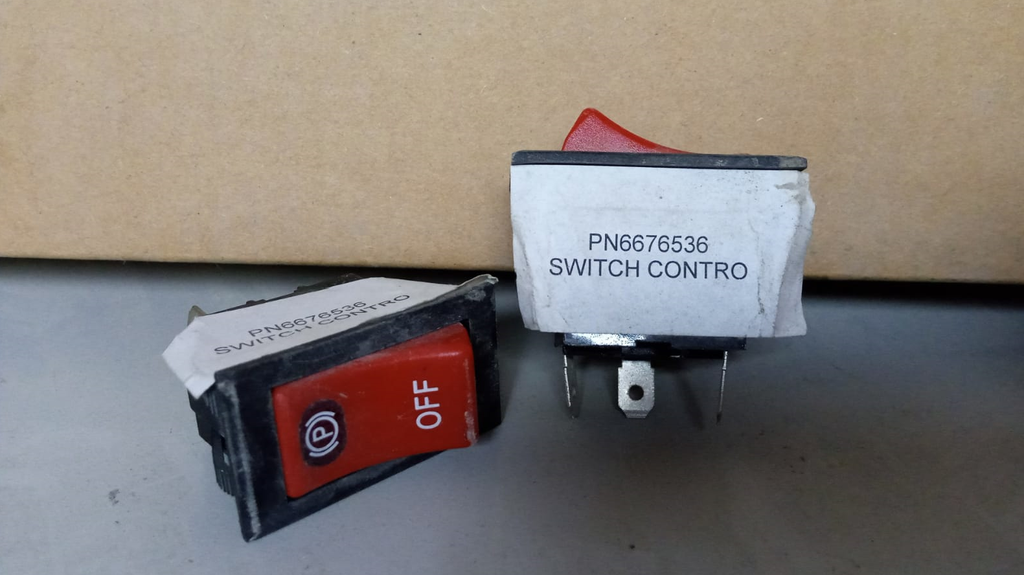 PN6676536
SWITCH CONTRO
PN6676536
SWITCH CONTRO
(P)
OFF